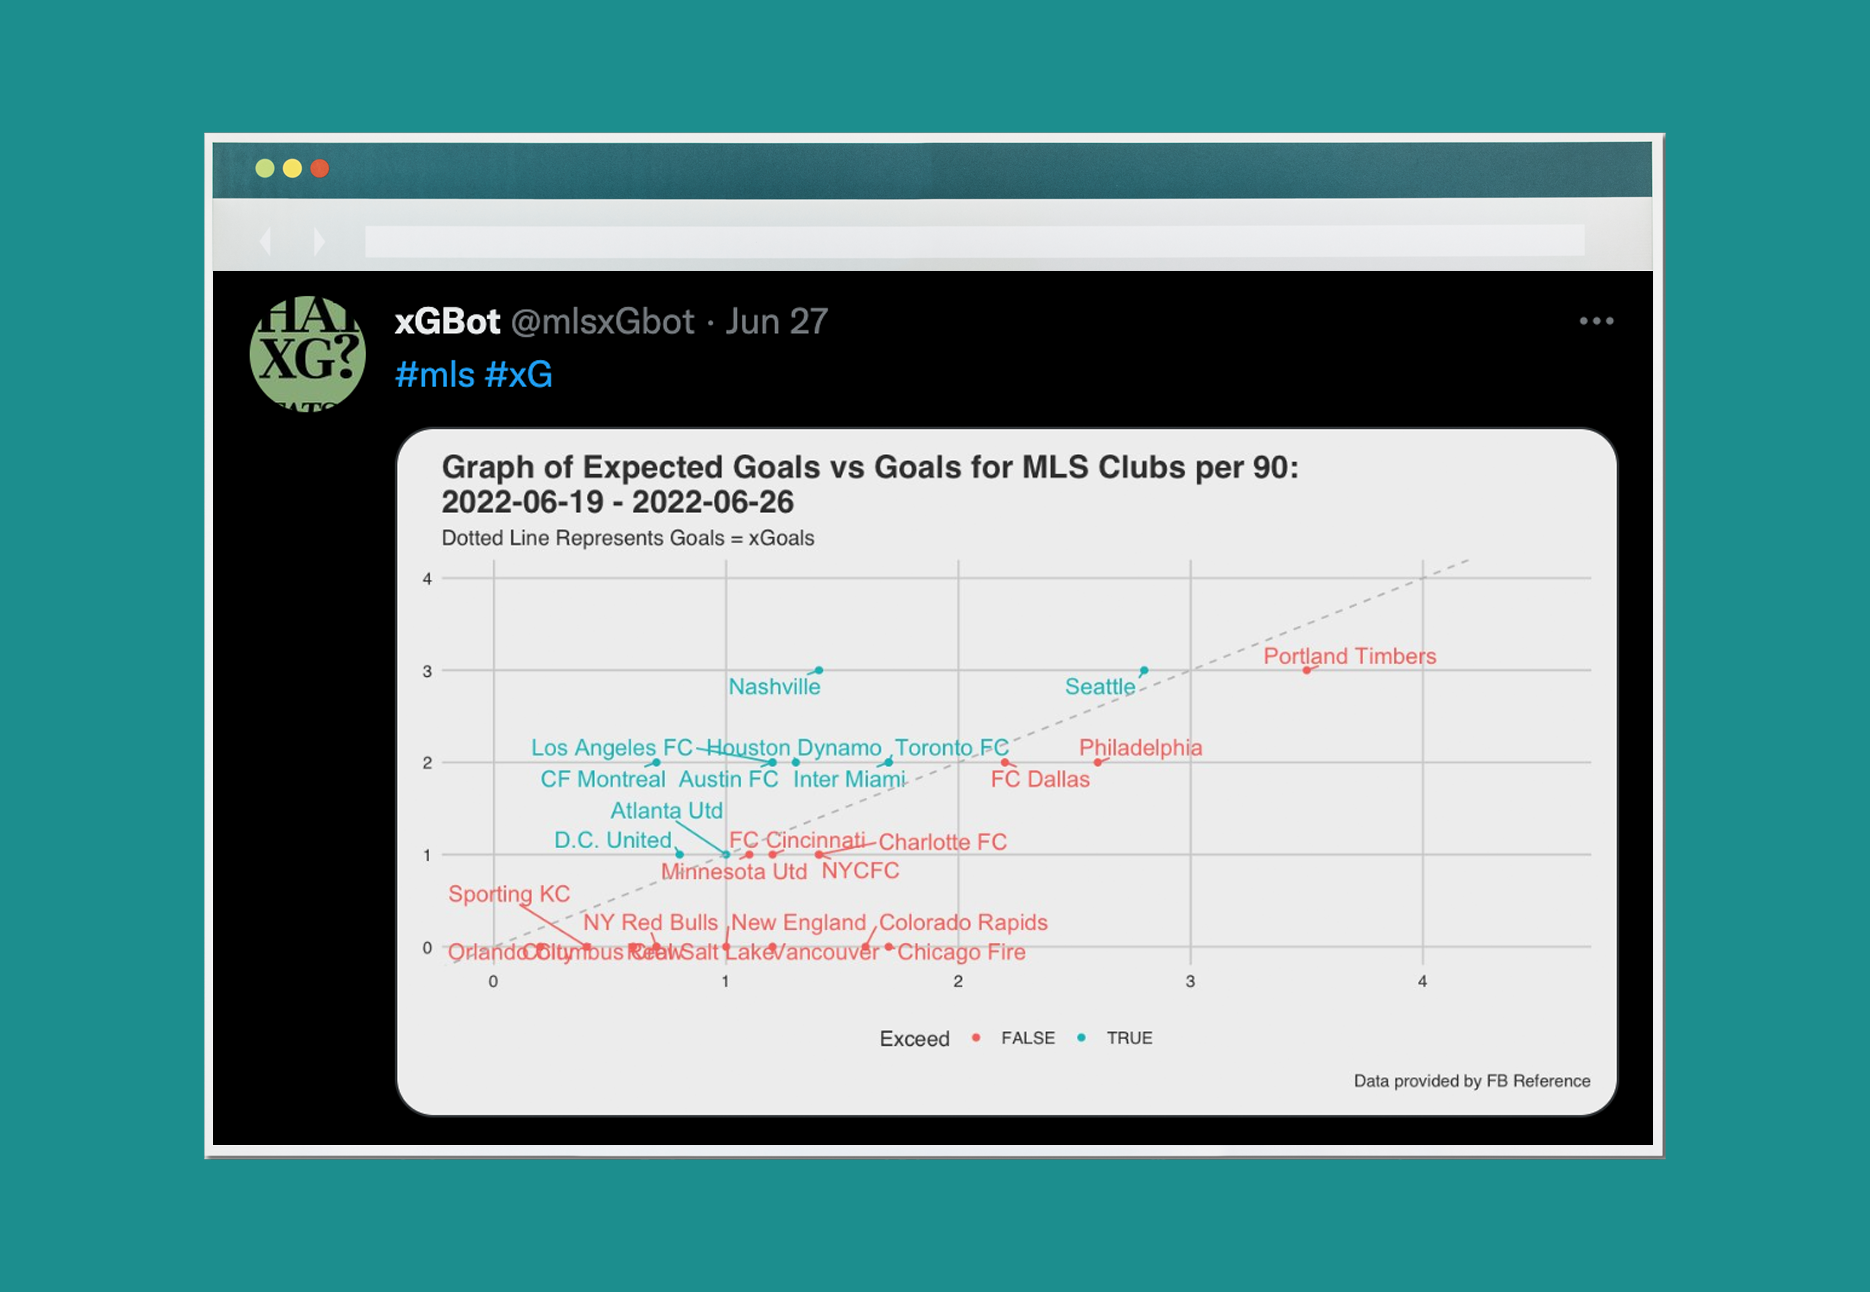 HAT
XG?
xGBot @mlsxGbot · Jun 27
#mls #xG
Graph of Expected Goals vs Goals for MLS Clubs per 90:
2022-06-19 - 2022-06-26
Dotted Line Represents Goals = xGoals
4
Portland Timbers
3
Nashville Seattle
Los Angeles FC Houston Dynamo Toronto FC Philadelphia
2
CF Montreal Austin FC Inter Miami FC Dallas
Atlanta Utd
D.C. United FC Cincinnati Charlotte FC
1
Minnesota Utd NYCFC
Sporting KC
NY Red Bulls New England Colorado Rapids
0
Orlando City Columbus Crew Real Salt Lake Vancouver Chicago Fire
0 1 2 3 4
Exceed FALSE TRUE
Data provided by FB Reference